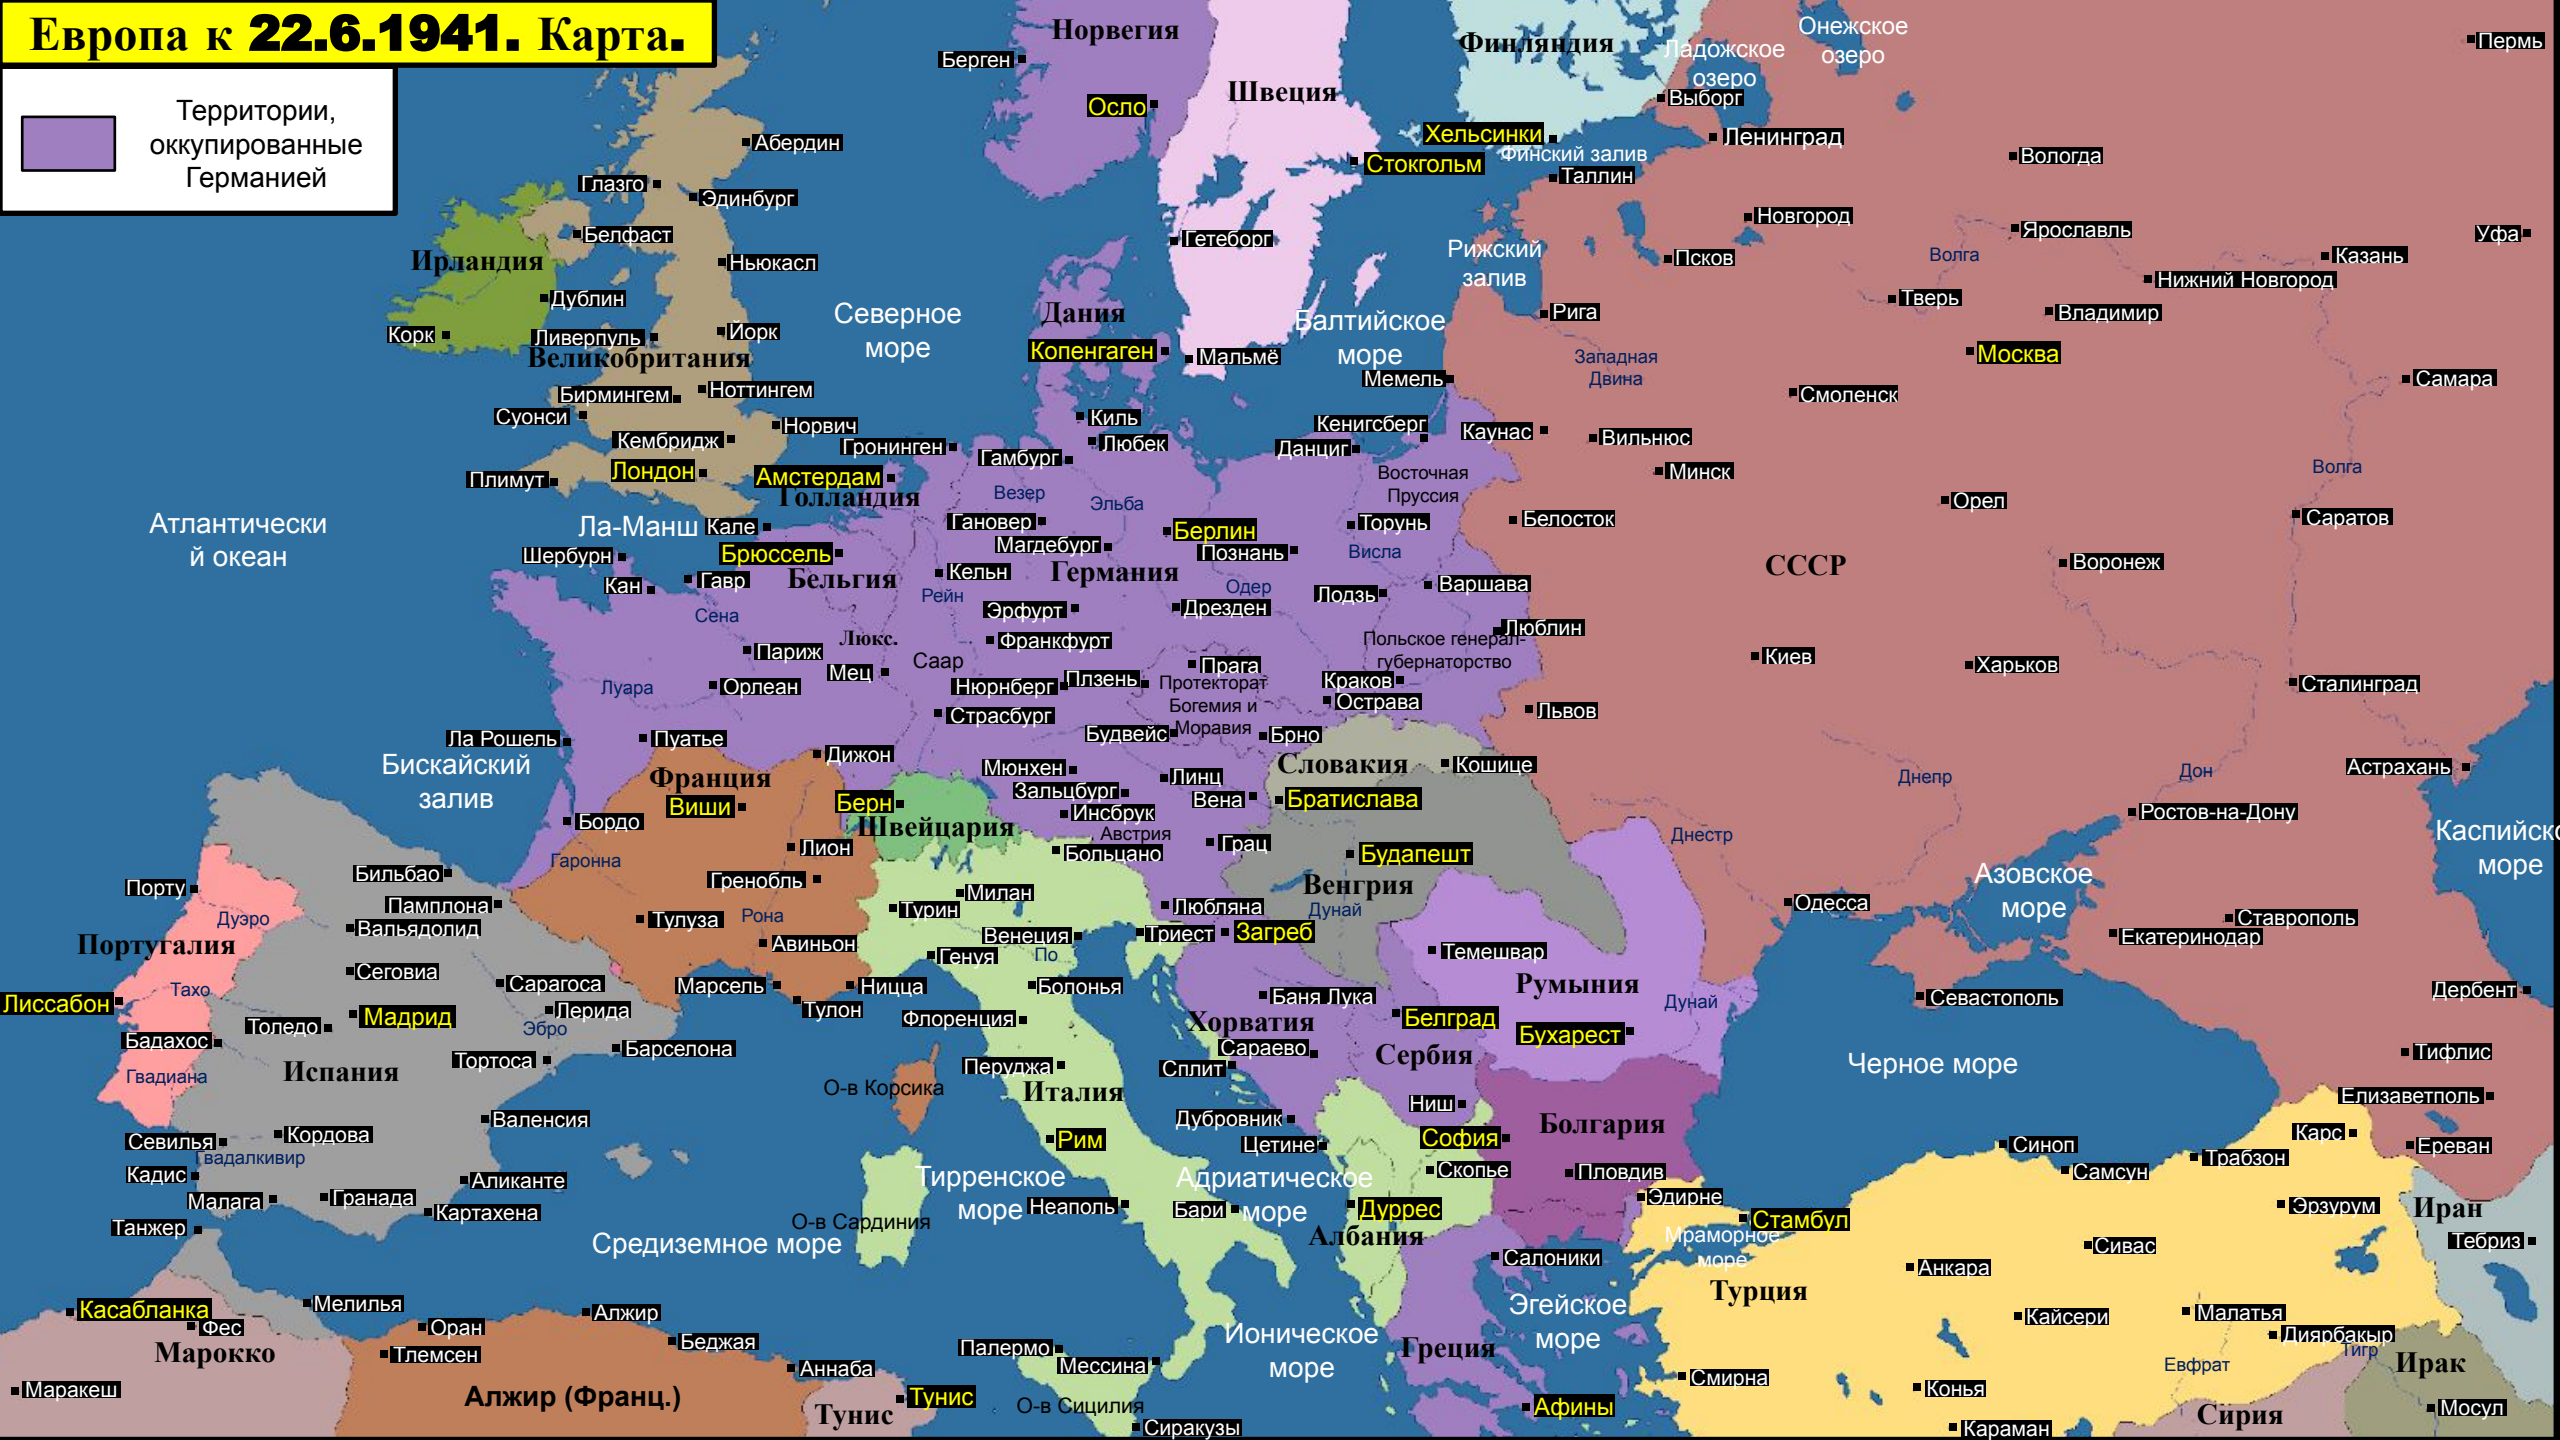 Европа к 22.6.1941. Карта.
Территории,
оккупированные
Германией
Норвегия
Берген
Осло
Швеция
Финляндия
Ладожское
озеро
Онежское
озеро
Пермь
Выборг
Хельсинки
Стокгольм
Финский залив
Ленинград
Таллин
Вологда
Абердин
Глазго
Эдинбург
Белфаст
Ирландия
Ньюкасл
Дублин
Корк
Ливерпуль
Йорк
Великобритания
Бирмингем
Ноттингем
Суонси
Норвич
Кембридж
Лондон
Плимут
Северное
море
Гетеборг
Дания
Копенгаген
Мальмё
Балтийское
море
Рижский
залив
Новгород
Псков
Ярославль
Волга
Казань
Уфа
Нижний Новгород
Тверь
Владимир
Рига
Западная
Двина
Москва
Мемель
Смоленск
Самара
Киль
Любек
Гронинген
Гамбург
Кенигсберг
Данциг
Каунас
Вильнюс
Минск
Восточная
Пруссия
Волга
Амстердам
Голландия
Везер
Эльба
Орел
Саратов
Атлантически
й океан
Ла-Манш
Кале
Гановер
Берлин
Торунь
Белосток
Брюссель
Магдебург
Познань
Висла
Шербурн
Бельгия
Кельн
Германия
СССР
Воронеж
Кан
Гавр
Рейн
Одер
Лодзь
Варшава
Сена
Эрфурт
Дрезден
Люблин
Люкс.
Франкфурт
Польское генерал-
губернаторство
Париж
Саар
Прага
Киев
Харьков
Мец
Луара
Орлеан
Нюрнберг
Плзень
Протекторат
Богемия и
Моравия
Краков
Острава
Сталинград
Страсбург
Львов
Ла Рошель
Пуатье
Будвейс
Брно
Бискайский
залив
Дижон
Франция
Виши
Мюнхен
Линц
Словакия
Кошице
Днепр
Дон
Астрахань
Берн
Зальцбург
Вена
Братислава
Швейцария
Инсбрук
Австрия
Ростов-на-Дону
Бордо
Днестр
Каспийско
море
Гаронна
Лион
Больцано
Грац
Будапешт
Бильбао
Гренобль
Венгрия
Дунай
Азовское
море
Порту
Памплона
Милан
Турин
Любляна
Одесса
Дуэро
Вальядолид
Тулуза
Рона
Ставрополь
Португалия
Авиньон
Венеция
Триест
Загреб
Екатеринодар
Сеговия
Генуя
По
Темешвар
Тахо
Сарагоса
Марсель
Ницца
Болонья
Баня Лука
Румыния
Дунай
Севастополь
Дербент
Лиссабон
Мадрид
Лерида
Тулон
Флоренция
Хорватия
Белград
Толедо
Эбро
Бухарест
Бадахос
Барселона
Сараево
Сербия
Тифлис
Гвадиана
Испания
Тортоса
Перуджа
Сплит
Черное море
О-в Корсика
Италия
Елизаветполь
Валенсия
Дубровник
Ниш
Болгария
Севилья
Кордова
Рим
Цетине
София
Синоп
Карс
Ереван
Гвадалкивир
Кадис
Аликанте
Тирренское
море
Адриатическое
море
Скопье
Пловдив
Самсун
Трабзон
Малага
Гранада
Картахена
Неаполь
Бари
Дуррес
Эдирне
Эрзурум
Иран
Танжер
О-в Сардиния
Албания
Стамбул
Средиземное море
Салоники
Мраморное
море
Сивас
Тебриз
Анкара
Касабланка
Мелилья
Алжир
Эгейское
море
Турция
Фес
Оран
Ионическое
море
Кайсери
Малатья
Марокко
Тлемсен
Беджая
Палермо
Мессина
Греция
Диярбакыр
Тигр
Маракеш
Аннаба
Смирна
Евфрат
Ирак
Алжир (Франц.)
Тунис
Тунис
О-в Сицилия
Афины
Конья
Сирия
Мосул
Сиракузы
Караман